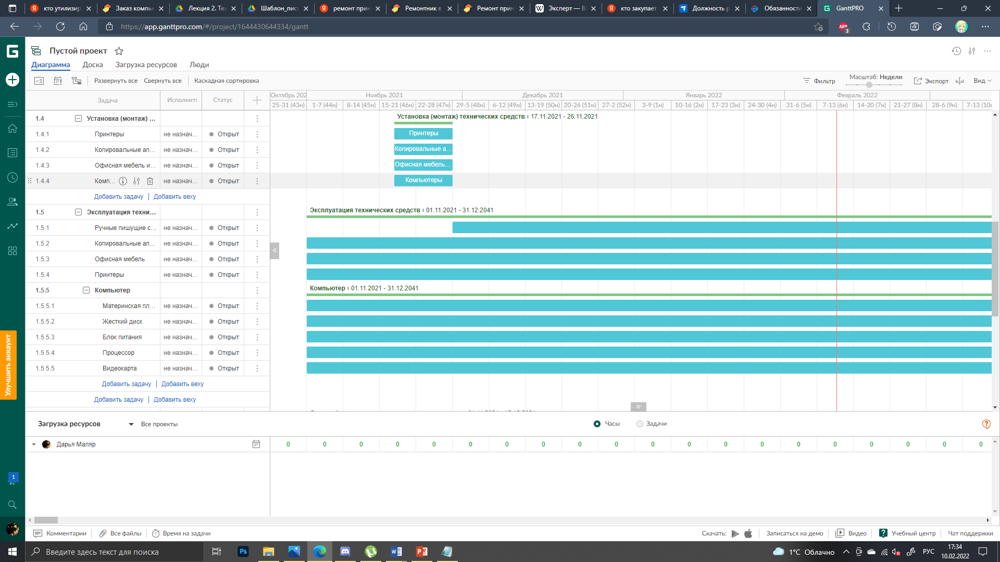 кто утилизир
Заказ компьн
Лекция 2. Те
Шаблон_пис
ремонт прин
Ремонтник в
Ремонт прин
Эксперт — В
кто закупает
Должность р
Обязанности
GanttPRO
https://app.ganttpro.com/#/project/1644430644334/gantt
ABP
3
Пустой проект
Диаграмма Доска Загрузка ресурсов Люди
Развернуть все Свернуть все Каскадная сортировка
Фильтр Масштаб: Недели Экспорт Вид
Задача Исполните Статус
Октябрь 202 Ноябрь 2021 Декабрь 2021 Январь 2022 Февраль 2022
25-31 (43н) 1-7 (44н) 8-14 (45н) 15-21 (46н) 22-28 (47н) 29-5 (48н) 6-12 (49н) 13-19 (50н) 20-26 (51н) 27-2 (52н) 3-9 (1н) 10-16 (2н) 17-23 (3н) 24-30 (4н) 31-6 (5н) 7-13 (6н) 14-20 (7н) 21-27 (8н) 28-6 (9н) 7-13 (10н
1.4 Установка (монтаж) ...
Установка (монтаж) технических средств 17.11.2021 - 26.11.2021
1.4.1 Принтеры не назнач... Открыт Принтеры
1.4.2 Копировальные ап... не назнач... Открыт Копировальные а...
1.4.3 Офисная мебель и... не назнач... Открыт Офисная мебель...
1.4.4 Комп... не назнач... Открыт Компьютеры
Добавить задачу | Добавить веху
1.5 Эксплуатация техни...
Эксплуатация технических средств 01.11.2021 - 31.12.2041
1.5.1 Ручные пишущие с... не назнач... Открыт
1.5.2 Копировальные ап... не назнач... Открыт
1.5.3 Офисная мебель не назнач... Открыт
1.5.4 Принтеры не назнач... Открыт
1.5.5 Компьютер
Компьютер 01.11.2021 - 31.12.2041
1.5.5.1 Материнская пл... не назнач... Открыт
1.5.5.2 Жесткий диск не назнач... Открыт
1.5.5.3 Блок питания не назнач... Открыт
1.5.5.4 Процессор не назнач... Открыт
1.5.5.5 Видеокарта не назнач... Открыт
Добавить задачу | Добавить веху
Добавить задачу | Добавить веху
Улучшить аккаунт
Загрузка ресурсов Все проекты Часы Задачи
Дарья Маляр 0 0 0 0 0 0 0 0 0 0 0 0 0 0 0 0 0 0 0 0
1
Комментарии Все файлы Время на задачи
Скачать: Записаться на демо Видео Учебный центр Чат поддержки
Введите здесь текст для поиска
Ps
1°C Облачно
РУС
17:34
10.02.2022